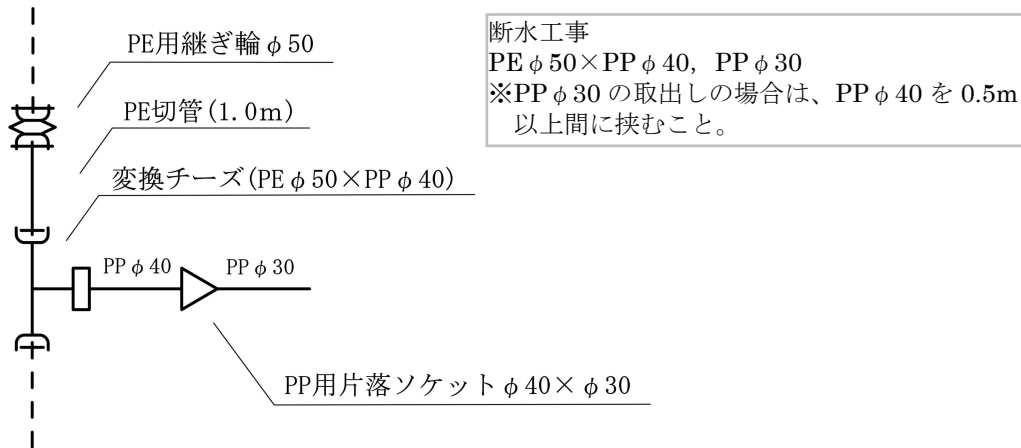 PE用継ぎ輪φ50
断水工事
PEφ50×PPφ40, PPφ30
※PPφ30の取出しの場合は、PPφ40を0.5m
以上間に挟むこと。
PE切管(1.0m)
変換チーズ(PEφ50×PPφ40)
PPφ40
PPφ30
PP用片落ソケットφ40×φ30